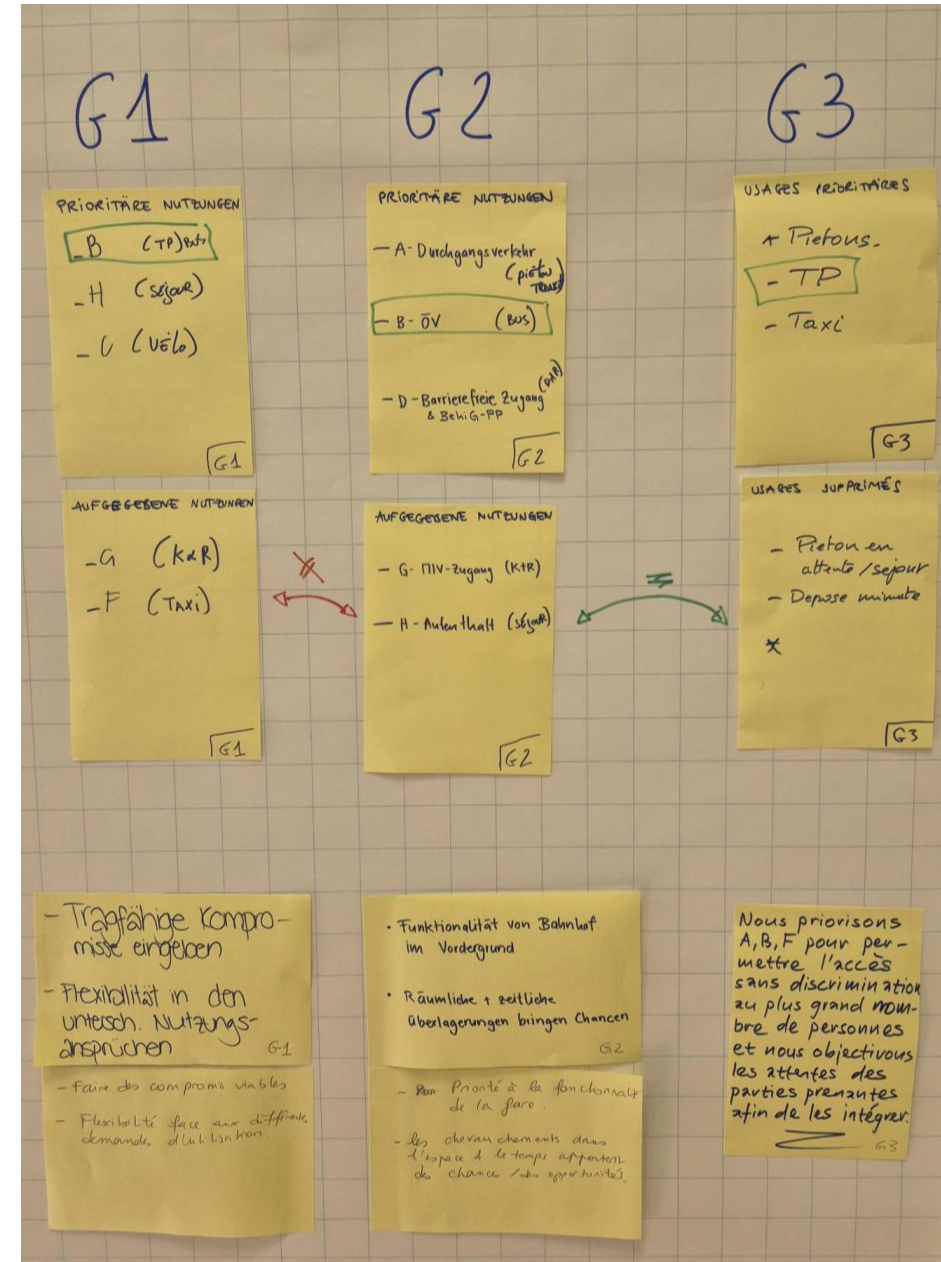 G1
G2
G3
PRIORITÄRE NUTZUNGEN
- B (TP) Bus
- H (SÉJOUR)
- C (VÉLO)
G1
PRIORITÄRE NUTZUNGEN
- A - Durchgangsverkehr
(piéton
- B - ÖV (BUS)
- D - Barrierefreie Zugang
& BehiG-PP
G2
USAGES PRIORITAIRES
+ Pietons.
- TP
- Taxi
G3
AUFGEGEBENE NUTZUNGEN
- G (K&R)
- F (TAXI)
G1
AUFGEGEBENE NUTZUNGEN
- G - MIV-Zugang (K+R)
- H - Aufenthalt (SÉJOUR)
G2
USAGES SUPPRIMÉS
- Pieton en
attente / sejour
- Depose minute
G3
- Tragfähige Kompro-
misse eingeben
- Flexibilität in den
untersch. Nutzungs-
ansprüchen G1
- Faire des compromis viables
- Flexibilité face aux différentes
demandes d'utilisation.
• Funktionalität von Bahnhof
im Vordergrund
• Räumliche + zeitliche
überlagerungen bringen Chancen
G2
- Priorité à la fonctionnalité
de la gare.
- les chevauchements dans
l'espace & le temps apportent
des chances / des opportunités.
Nous priorisons
A, B, F pour per-
mettre l'accès
sans discrimination
au plus grand nom-
bre de personnes
et nous objectivons
les attentes des
parties prenantes
afin de les intégrer.
G3